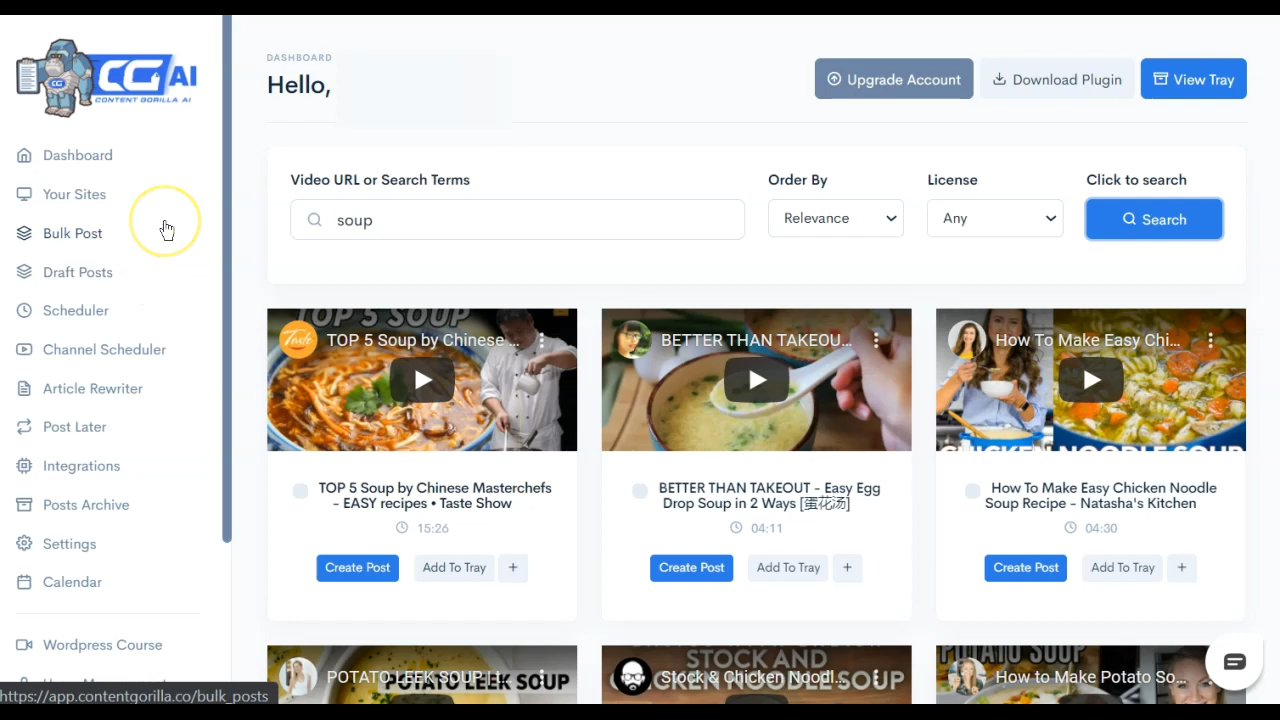 CG AI
CONTENT GORILLA AI
Dashboard
Your Sites
Bulk Post
Draft Posts
Scheduler
Channel Scheduler
Article Rewriter
Post Later
Integrations
Posts Archive
Settings
Calendar
Wordpress Course
https://app.contentgorilla.co/bulk_posts
DASHBOARD
Hello,
Upgrade Account
Download Plugin
View Tray
Video URL or Search Terms
Order By
License
Click to search
soup
Relevance
Any
Search
TOP 5 SOUP
Taste
TOP 5 Soup by Chinese ...
TOP 5 Soup by Chinese Masterchefs
- EASY recipes • Taste Show
15:26
Create Post
Add To Tray
+
BETTER THAN TAKEOU...
BETTER THAN TAKEOUT - Easy Egg
Drop Soup in 2 Ways [蛋花汤]
04:11
Create Post
Add To Tray
+
How To Make Easy Chi...
CHICKEN NOODLE SOUP
How To Make Easy Chicken Noodle
Soup Recipe - Natasha's Kitchen
04:30
Create Post
Add To Tray
+
POTATO LEEK SOUP
POTATO LEEK SOUP
STOCK AND
CKEN NOODLE SOUP
Stock & Chicken Noodl...
POTATO SOUP
How to Make Potato So...